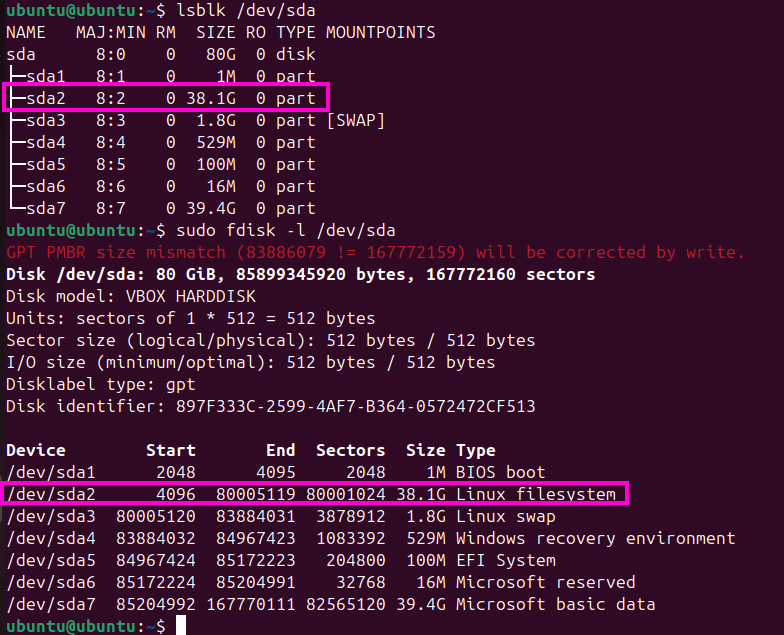 ubuntu@ubuntu:~$ lsblk /dev/sda
NAME   MAJ:MIN RM   SIZE RO TYPE MOUNTPOINTS
sda      8:0    0    80G  0 disk
├─sda1   8:1    0     1M  0 part
├─sda2   8:2    0  38.1G  0 part
├─sda3   8:3    0   1.8G  0 part [SWAP]
├─sda4   8:4    0   529M  0 part
├─sda5   8:5    0   100M  0 part
├─sda6   8:6    0    16M  0 part
└─sda7   8:7    0  39.4G  0 part
ubuntu@ubuntu:~$ sudo fdisk -l /dev/sda
GPT PMBR size mismatch (83886079 != 167772159) will be corrected by write.
Disk /dev/sda: 80 GiB, 85899345920 bytes, 167772160 sectors
Disk model: VBOX HARDDISK
Units: sectors of 1 * 512 = 512 bytes
Sector size (logical/physical): 512 bytes / 512 bytes
I/O size (minimum/optimal): 512 bytes / 512 bytes
Disklabel type: gpt
Disk identifier: 897F333C-2599-4AF7-B364-0572472CF513
Device        Start       End  Sectors  Size Type
/dev/sda1      2048      4095     2048    1M BIOS boot
/dev/sda2      4096  80005119 80001024 38.1G Linux filesystem
/dev/sda3  80005120  83884031  3878912  1.8G Linux swap
/dev/sda4  83884032  84967423  1083392  529M Windows recovery environment
/dev/sda5  84967424  85172223   204800  100M EFI System
/dev/sda6  85172224  85204991    32768   16M Microsoft reserved
/dev/sda7  85204992 167770111 82565120 39.4G Microsoft basic data
ubuntu@ubuntu:~$